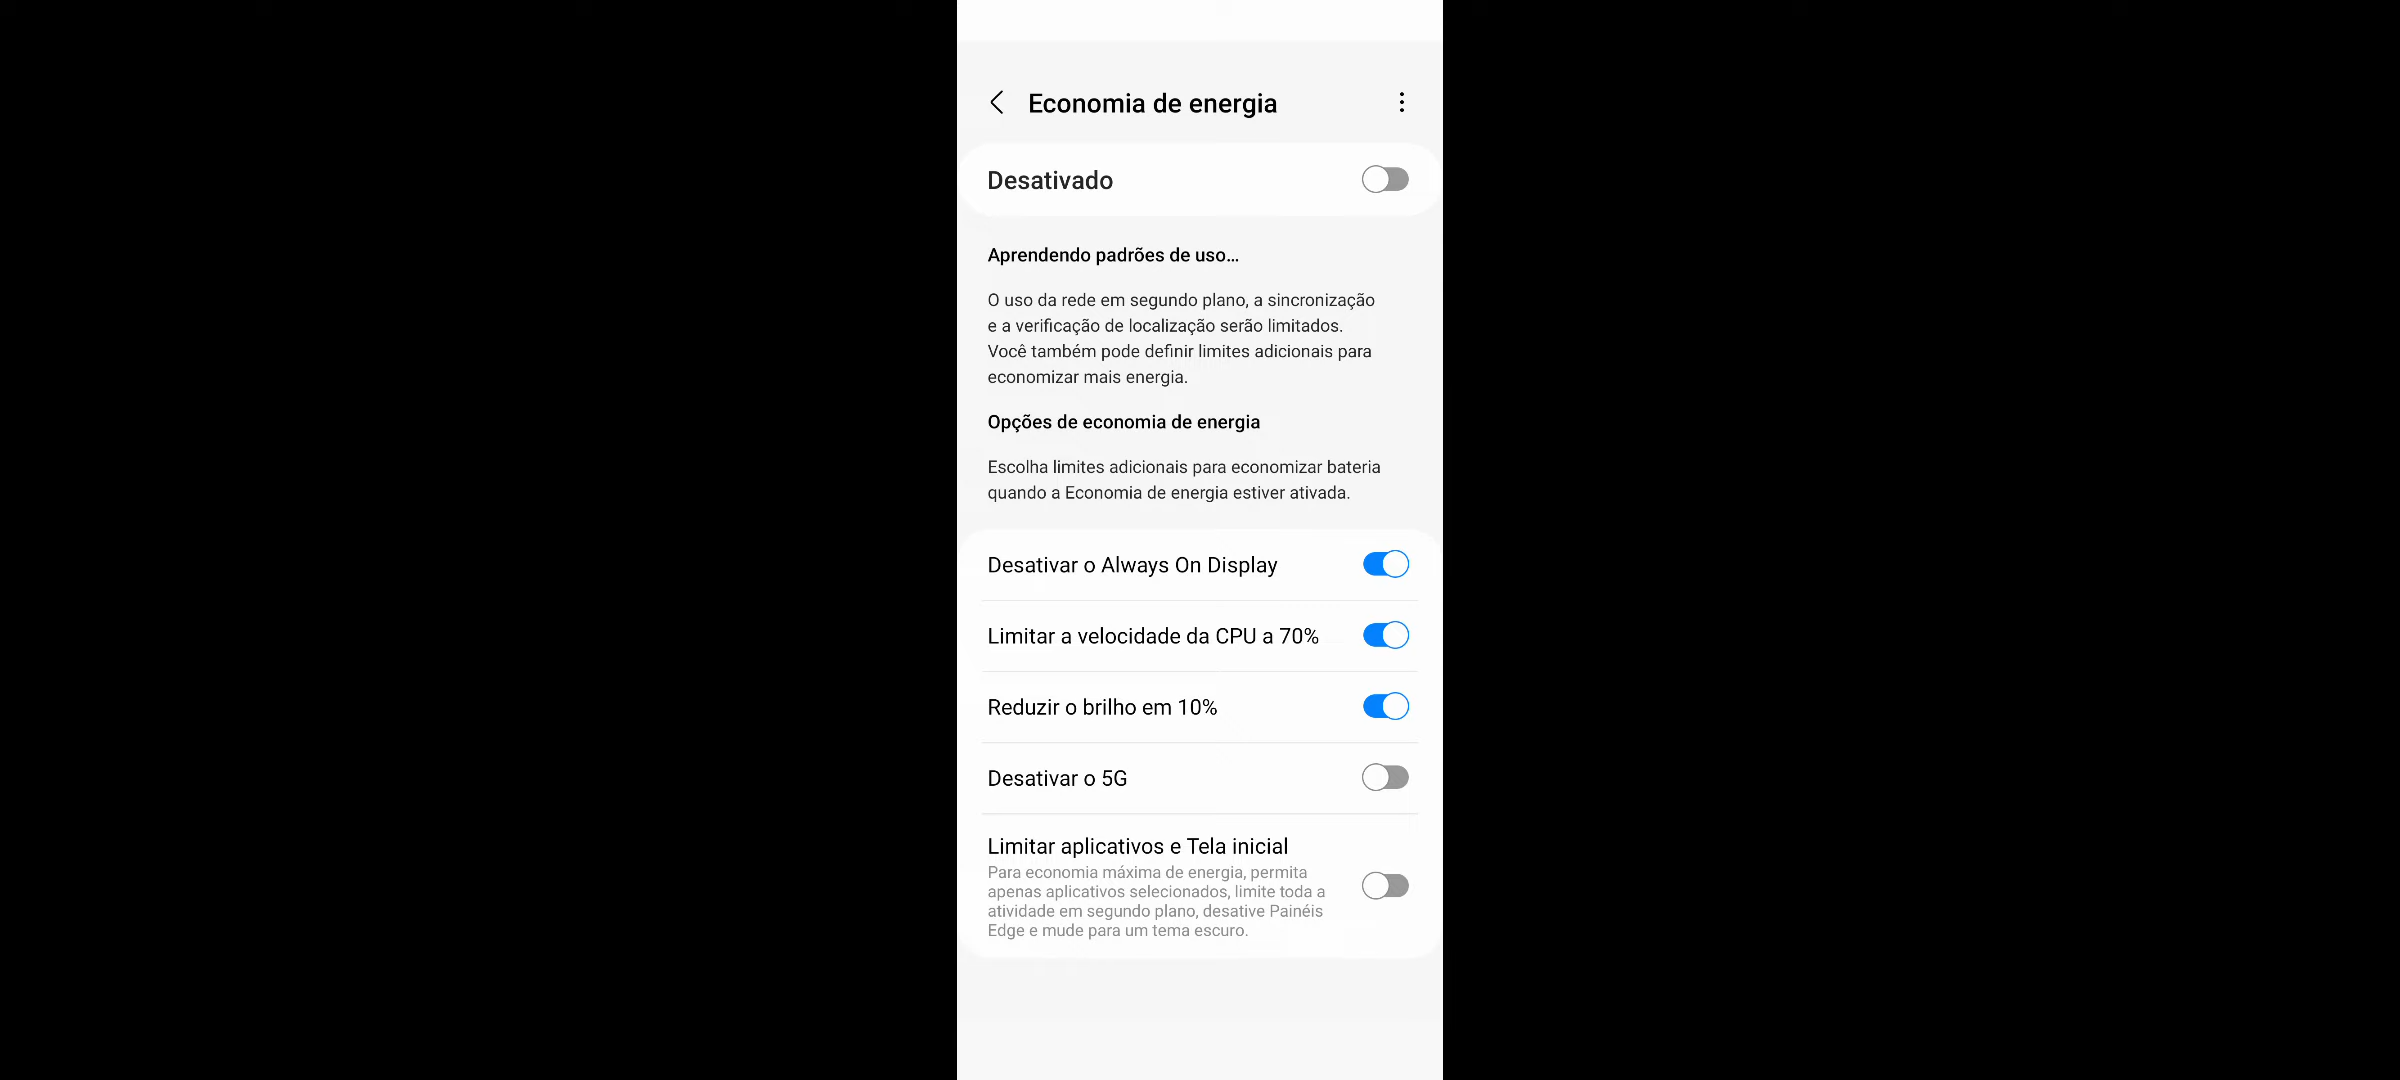 Economia de energia
Desativado
Aprendendo padrões de uso...
O uso da rede em segundo plano, a sincronização
e a verificação de localização serão limitados.
Você também pode definir limites adicionais para
economizar mais energia.
Opções de economia de energia
Escolha limites adicionais para economizar bateria
quando a Economia de energia estiver ativada.
Desativar o Always On Display
Limitar a velocidade da CPU a 70%
Reduzir o brilho em 10%
Desativar o 5G
Limitar aplicativos e Tela inicial
Para economia máxima de energia, permita
apenas aplicativos selecionados, limite toda a
atividade em segundo plano, desative Painéis
Edge e mude para um tema escuro.